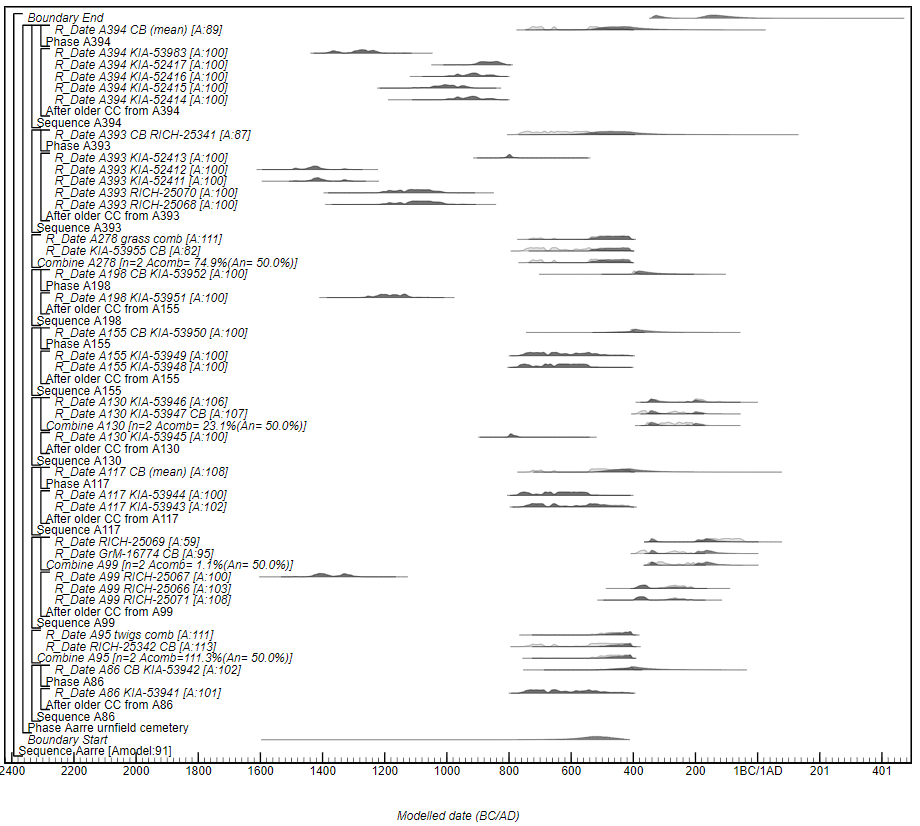 Boundary End
R_Date A394 CB (mean) [A:89]
Phase A394
R_Date A394 KIA-53983 [A:100]
R_Date A394 KIA-52417 [A:100]
R_Date A394 KIA-52416 [A:100]
R_Date A394 KIA-52415 [A:100]
R_Date A394 KIA-52414 [A:100]
After older CC from A394
Sequence A394
R_Date A393 CB RICH-25341 [A:87]
Phase A393
R_Date A393 KIA-52413 [A:100]
R_Date A393 KIA-52412 [A:100]
R_Date A393 KIA-52411 [A:100]
R_Date A393 RICH-25070 [A:100]
R_Date A393 RICH-25068 [A:100]
After older CC from A393
Sequence A393
R_Date A278 grass comb [A:111]
R_Date KIA-53955 CB [A:82]
Combine A278 [n=2 Acomb= 74.9%(An= 50.0%)]
R_Date A198 CB KIA-53952 [A:100]
Phase A198
R_Date A198 KIA-53951 [A:100]
After older CC from A155
Sequence A198
R_Date A155 CB KIA-53950 [A:100]
Phase A155
R_Date A155 KIA-53949 [A:100]
R_Date A155 KIA-53948 [A:100]
After older CC from A155
Sequence A155
R_Date A130 KIA-53946 [A:106]
R_Date A130 KIA-53947 CB [A:107]
Combine A130 [n=2 Acomb= 23.1%(An= 50.0%)]
R_Date A130 KIA-53945 [A:100]
After older CC from A130
Sequence A130
R_Date A117 CB (mean) [A:108]
Phase A117
R_Date A117 KIA-53944 [A:100]
R_Date A117 KIA-53943 [A:102]
After older CC from A117
Sequence A117
R_Date RICH-25069 [A:59]
R_Date GrM-16774 CB [A:95]
Combine A99 [n=2 Acomb= 1.1%(An= 50.0%)]
R_Date A99 RICH-25067 [A:100]
R_Date A99 RICH-25066 [A:103]
R_Date A99 RICH-25071 [A:108]
After older CC from A99
Sequence A99
R_Date A95 twigs comb [A:111]
R_Date RICH-25342 CB [A:113]
Combine A95 [n=2 Acomb=111.3%(An= 50.0%)]
R_Date A86 CB KIA-53942 [A:102]
Phase A86
R_Date A86 KIA-53941 [A:101]
After older CC from A86
Sequence A86
Phase Aarre urnfield cemetery
Boundary Start
Sequence Aarre [Amodel:91]
2400 2200 2000 1800 1600 1400 1200 1000 800 600 400 200 1BC/1AD 201 401
Modelled date (BC/AD)